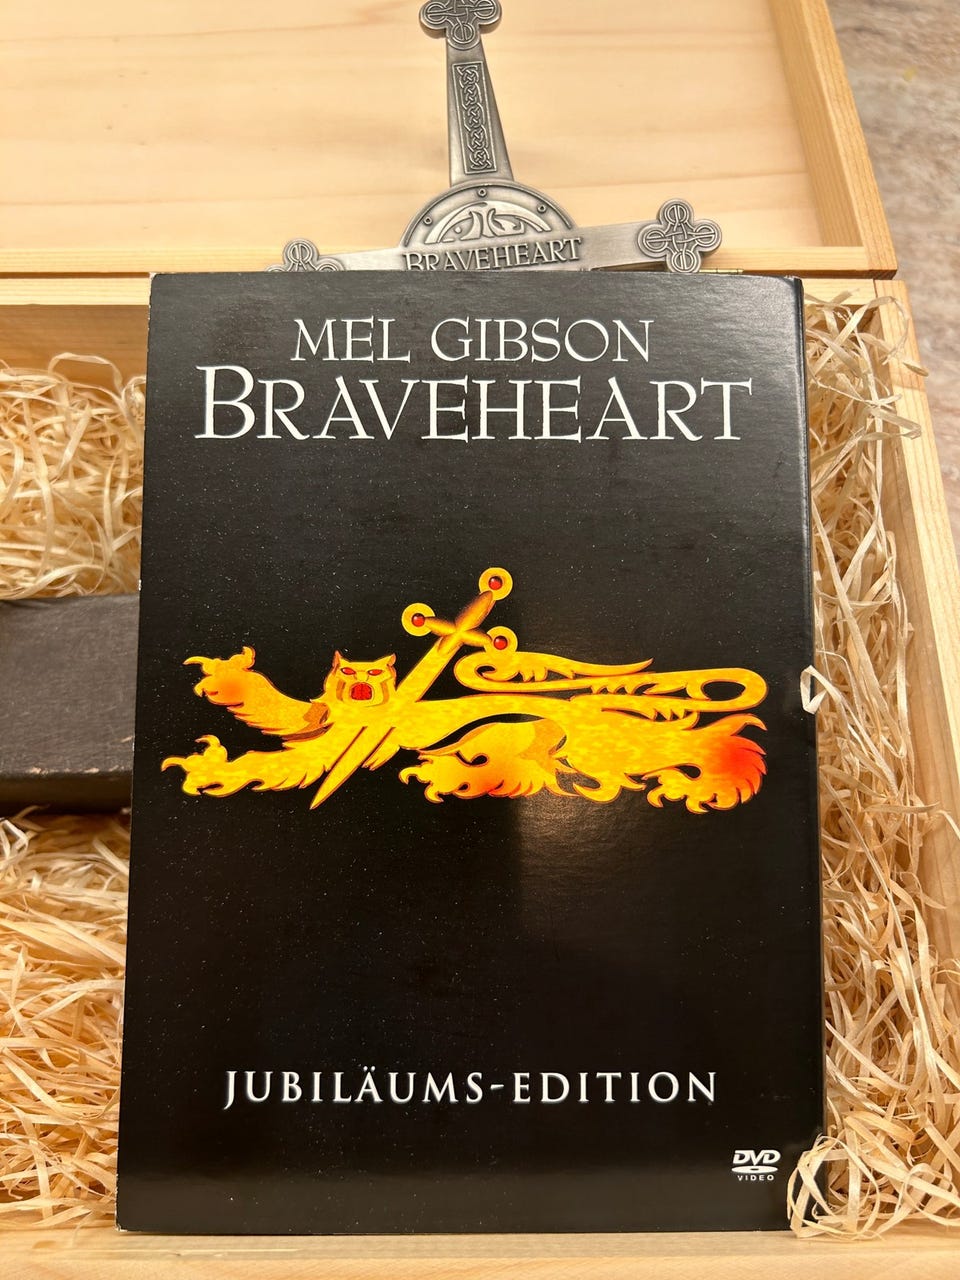 BRAVEHEART
MEL GIBSON
BRAVEHEART
JUBILÄUMS-EDITION
DVD
VIDEO